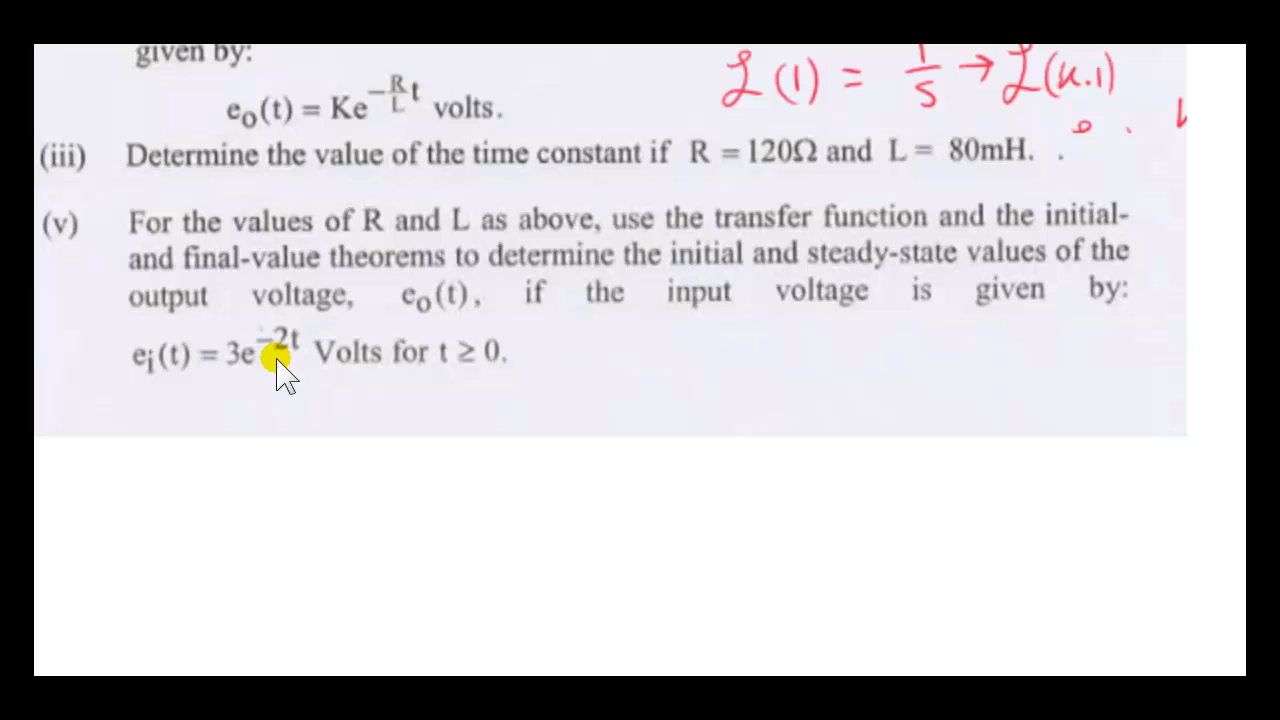 given by:
e₀(t) = Ke^{-\frac{R}{L}t} volts.
ℒ(1) = \frac{1}{s} → ℒ(k.1)
(iii) Determine the value of the time constant if R = 120Ω and L = 80mH. .
(v) For the values of R and L as above, use the transfer function and the initial-
and final-value theorems to determine the initial and steady-state values of the
output voltage, e₀(t), if the input voltage is given by:
eᵢ(t) = 3e^{-2t} Volts for t ≥ 0.